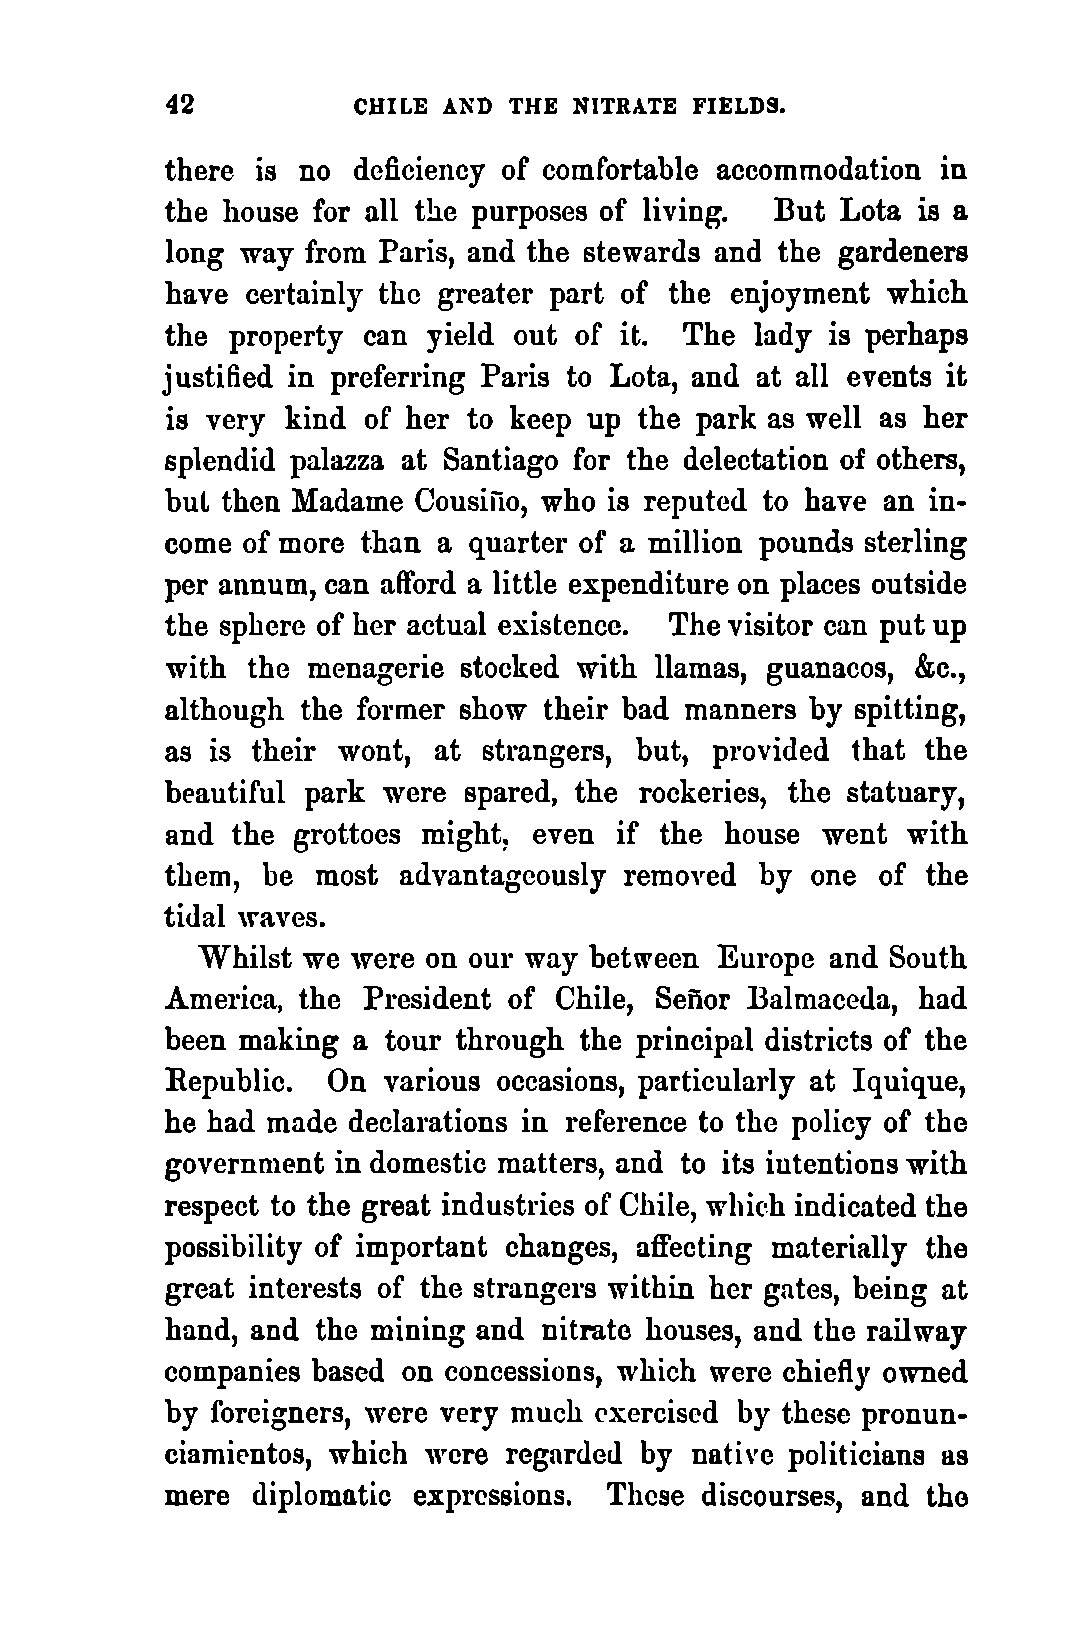 42 CHILE AND THE NITRATE FIELDS.
there is no deficiency of comfortable accommodation in
the house for all the purposes of living. But Lota is a
long way from Paris, and the stewards and the gardeners
have certainly the greater part of the enjoyment which
the property can yield out of it. The lady is perhaps
justified in preferring Paris to Lota, and at all events it
is very kind of her to keep up the park as well as her
splendid palazza at Santiago for the delectation of others,
but then Madame Cousiño, who is reputed to have an in-
come of more than a quarter of a million pounds sterling
per annum, can afford a little expenditure on places outside
the sphere of her actual existence. The visitor can put up
with the menagerie stocked with llamas, guanacos, &c.,
although the former show their bad manners by spitting,
as is their wont, at strangers, but, provided that the
beautiful park were spared, the rockeries, the statuary,
and the grottoes might, even if the house went with
them, be most advantageously removed by one of the
tidal waves.
Whilst we were on our way between Europe and South
America, the President of Chile, Señor Balmaceda, had
been making a tour through the principal districts of the
Republic. On various occasions, particularly at Iquique,
he had made declarations in reference to the policy of the
government in domestic matters, and to its intentions with
respect to the great industries of Chile, which indicated the
possibility of important changes, affecting materially the
great interests of the strangers within her gates, being at
hand, and the mining and nitrate houses, and the railway
companies based on concessions, which were chiefly owned
by foreigners, were very much exercised by these pronun-
ciamientos, which were regarded by native politicians as
mere diplomatic expressions. These discourses, and the